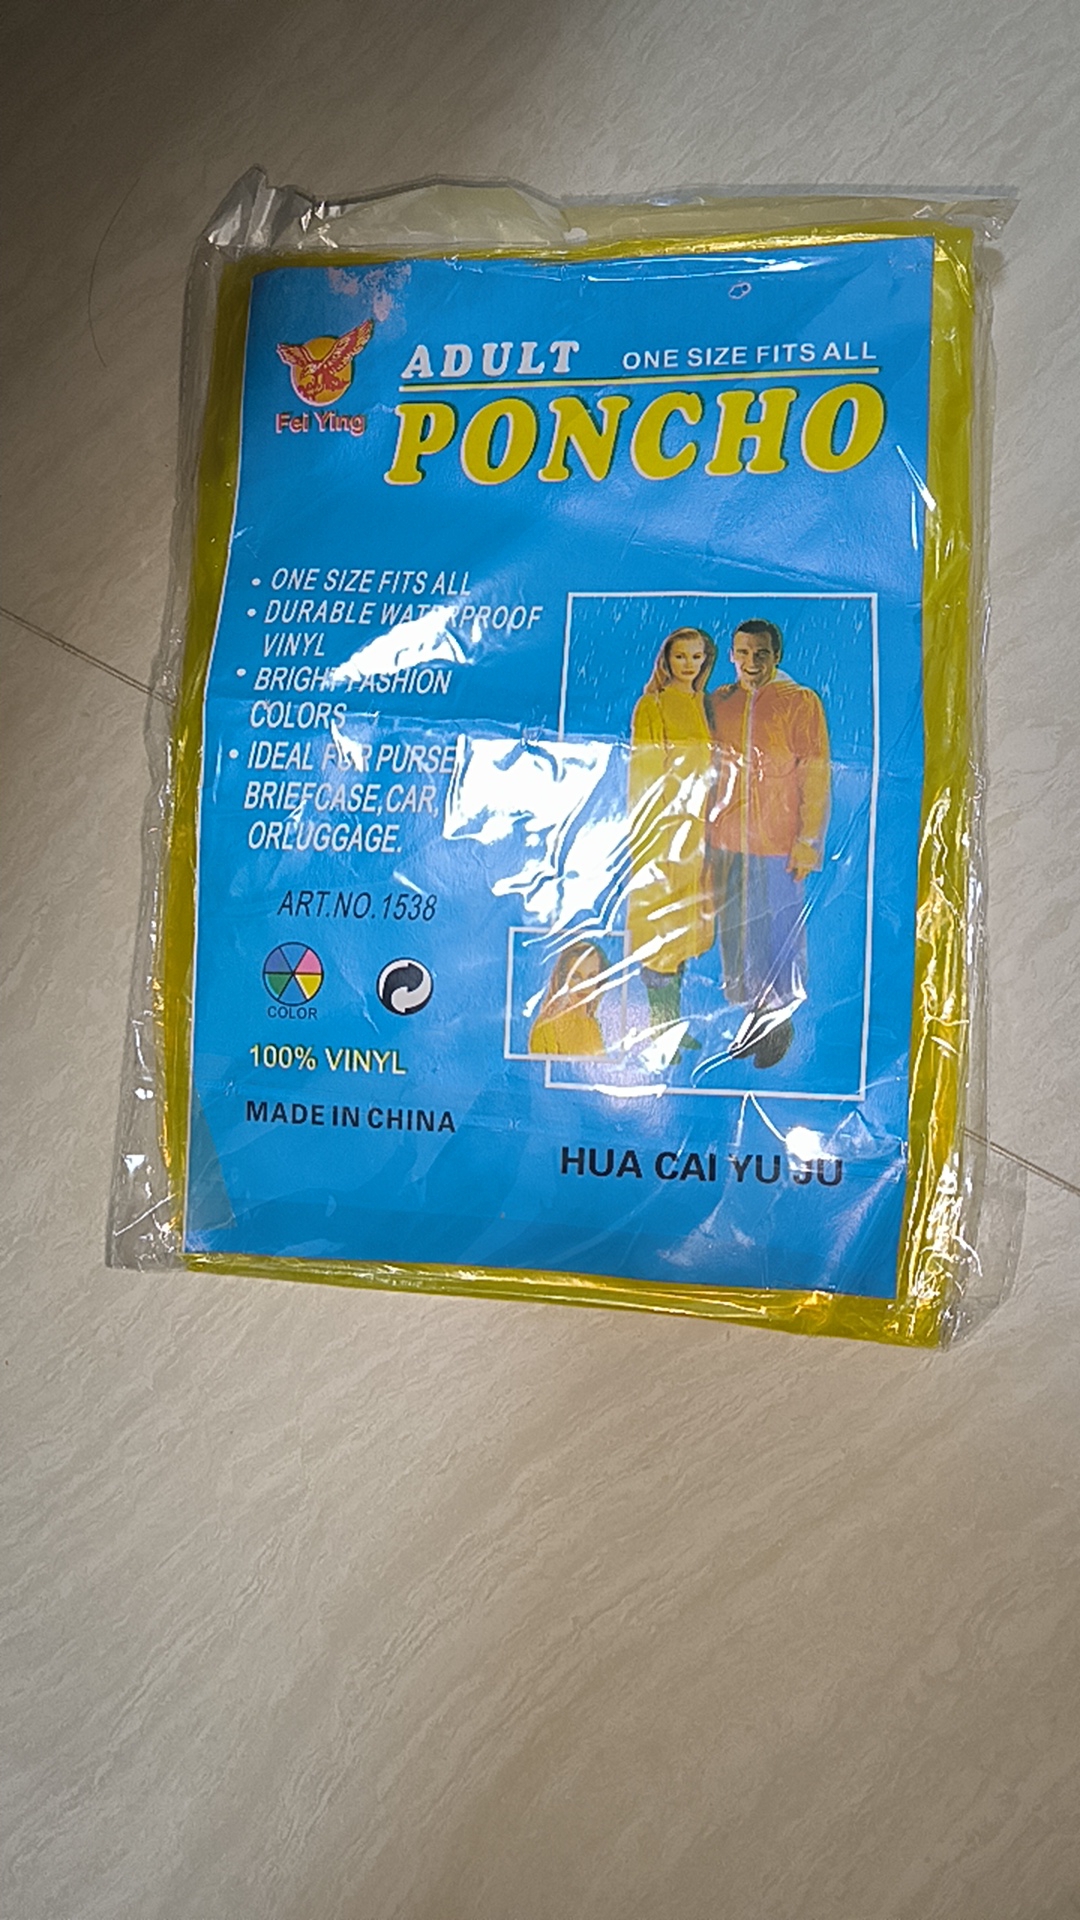 Fei Ying
ADULT ONE SIZE FITS ALL
PONCHO
• ONE SIZE FITS ALL
• DURABLE WATERPROOF
VINYL
• BRIGHT FASHION
COLORS
• IDEAL FOR PURSE
BRIEFCASE,CAR,
ORLUGGAGE.
ART.NO.1538
COLOR
100% VINYL
MADE IN CHINA
HUA CAI YU JU